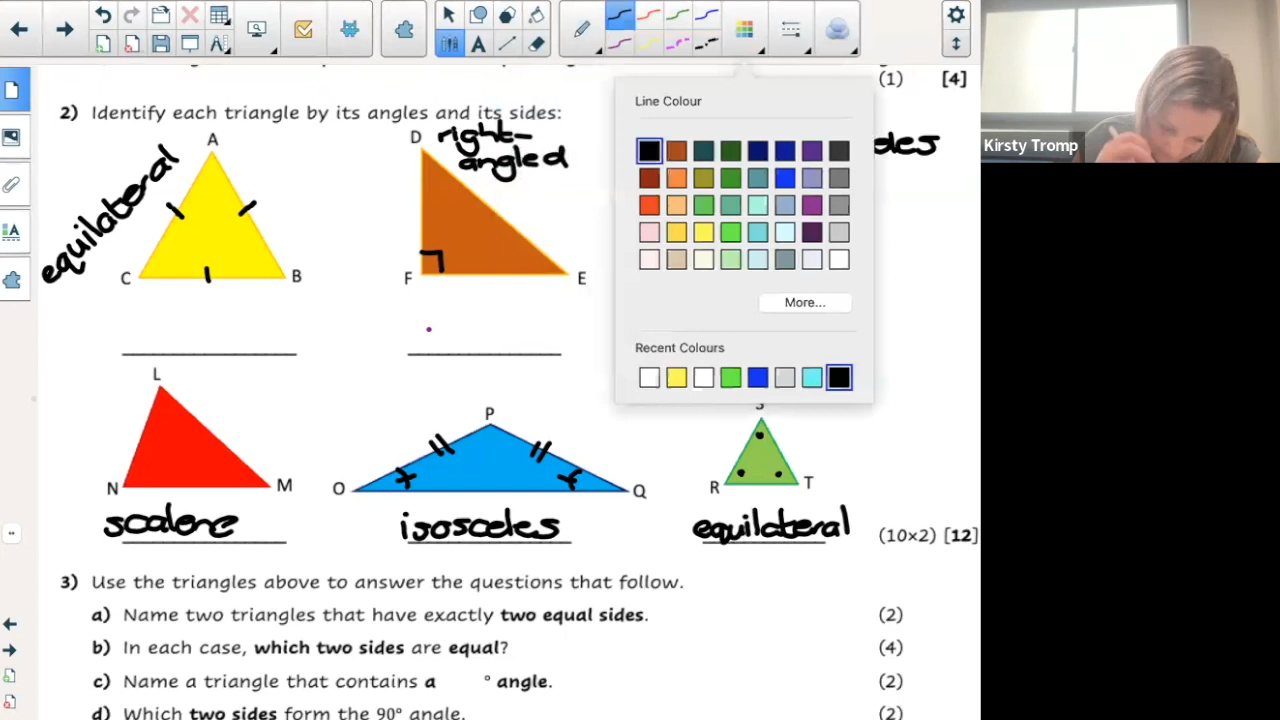 (1) [4]
2) Identify each triangle by its angles and its sides:
Line Colour
Kirsty Tromp
A
D
right-
angled
equilateral
C
B
F
E
More...
Recent Colours
L
P
S
N
M
O
Q
R
T
scalene
isosceles
equilateral
(10×2) [12]
3) Use the triangles above to answer the questions that follow.
a) Name two triangles that have exactly two equal sides. (2)
b) In each case, which two sides are equal? (4)
c) Name a triangle that contains a ° angle. (2)
d) Which two sides form the 90° angle. (2)